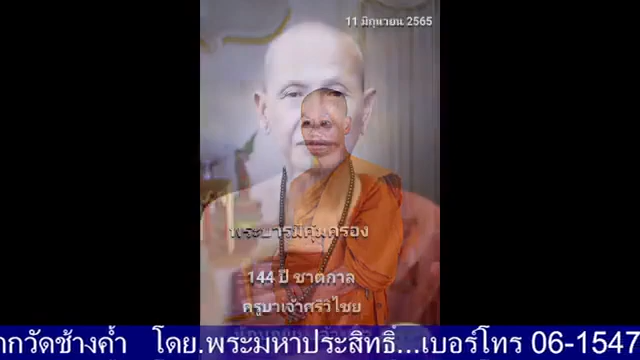 11 มิถุนายน 2565
พระบารมีคุ้มครอง
144 ปี ชาตกาล
ครูบาเจ้าศรีวิไชย
ากวัดช้างค้ำ โดย.พระมหาประสิทธิ์...เบอร์โทร 06-1547